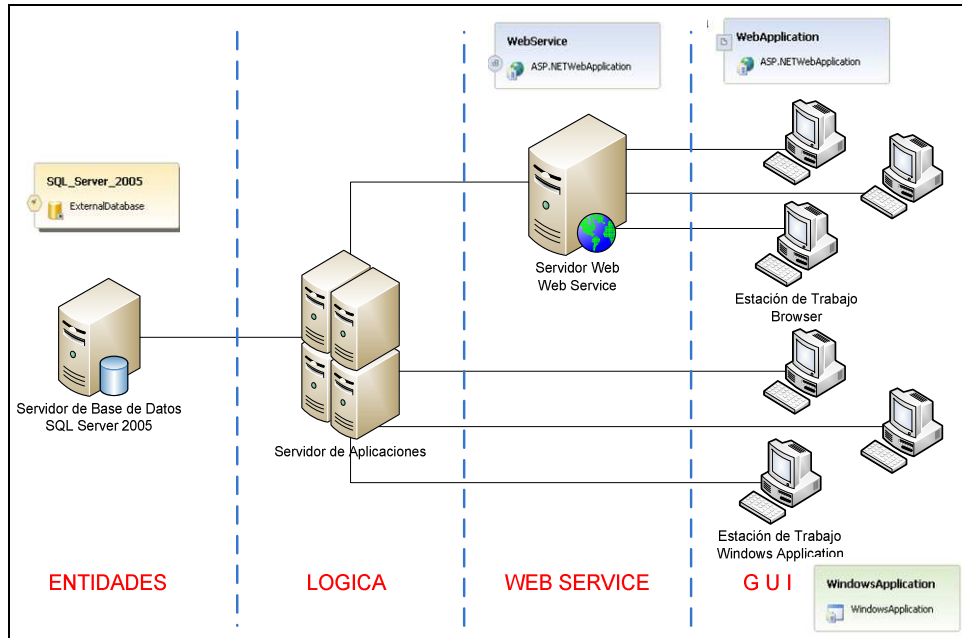 WebService
ASP.NETWebApplication
WebApplication
ASP.NETWebApplication
SQL_Server_2005
ExternalDatabase
Servidor Web
Web Service
Estación de Trabajo
Browser
Servidor de Base de Datos
SQL Server 2005
Servidor de Aplicaciones
Estación de Trabajo
Windows Application
ENTIDADES
LOGICA
WEB SERVICE
G U I
WindowsApplication
WindowsApplication